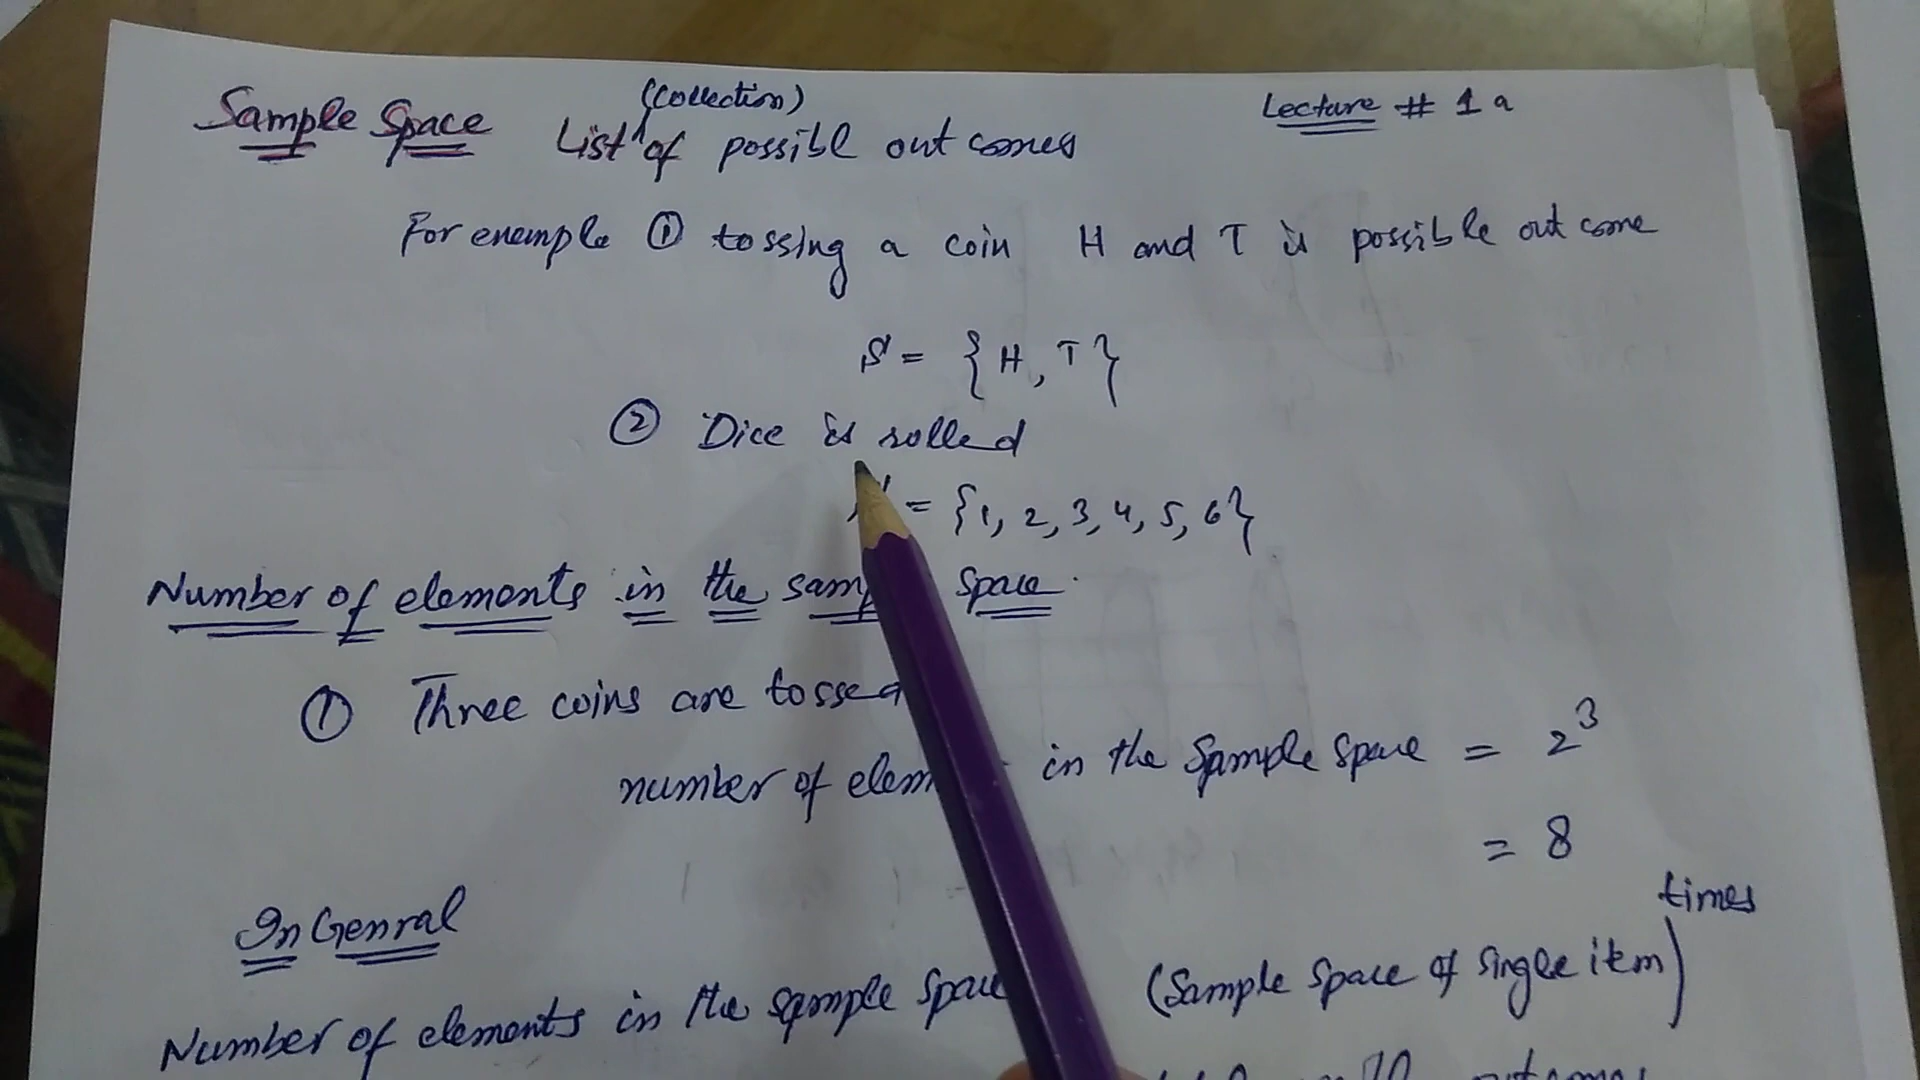 Lecture # 1 a
(Collection)
Sample Space List ^ of possibl out comes
For enemple ① tossing a coin H and T is possible out come
S = { H, T }
② Dice is rolled
= {1, 2, 3, 4, 5, 6}
Number of elements in the samp space
① Three coins are tossed
number of elem in the Sample Space = 2³
= 8
In Genral
times
Number of elements in the sample space (Sample Space of Single item)